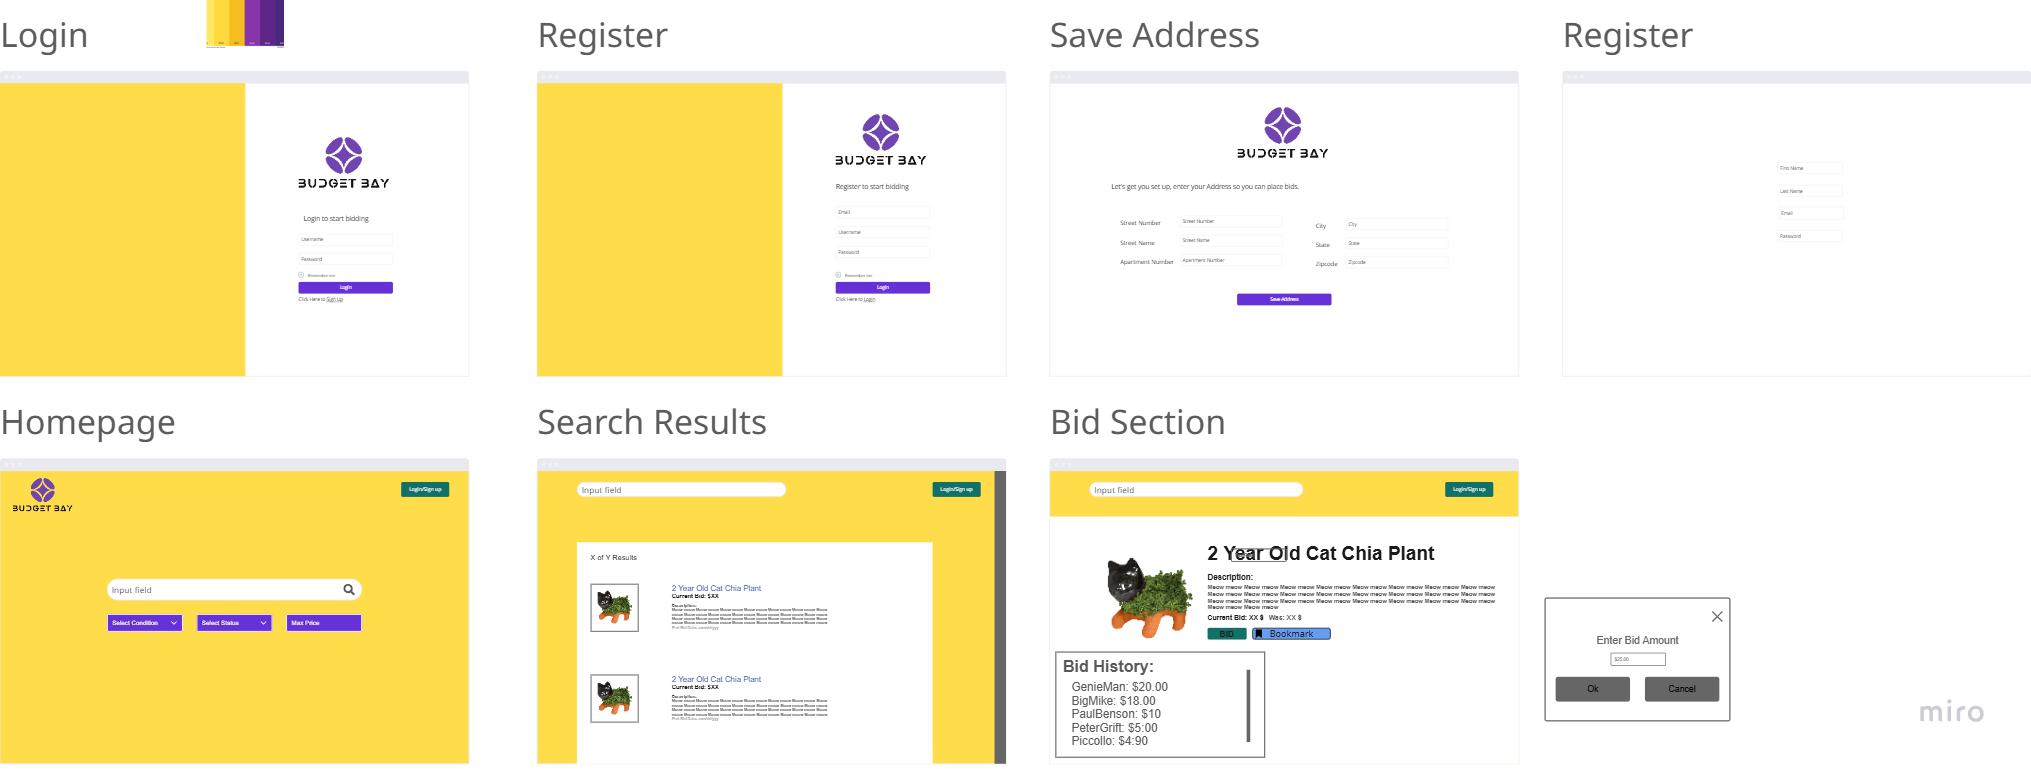 Login
Register
Save Address
Register
BUDGET BAY
Login to start bidding
Username
Password
Remember me
Login
Click Here to Sign Up
BUDGET BAY
Register to start bidding
Email
Username
Password
Remember me
Login
Click Here to Login
BUDGET BAY
Let's get you set up, enter your Address so you can place bids.
Street Number
Street Number
Street Name
Street Name
Apartment Number
Apartment Number
City
City
State
State
Zipcode
Zipcode
Save Address
First Name
Last Name
Email
Password
Homepage
Search Results
Bid Section
BUDGET BAY
Login/Sign up
Input field
Select Condition
Select Status
Max Price
Input field
Login/Sign up
X of Y Results
2 Year Old Cat Chia Plant
Current Bid: $XX
Description:
2 Year Old Cat Chia Plant
Current Bid: $XX
Description:
Input field
Login/Sign up
2 Year Old Cat Chia Plant
Description:
Meow meow Meow meow Meow meow Meow meow Meow meow Meow meow Meow meow Meow meow
Meow meow Meow meow Meow meow Meow meow Meow meow Meow meow Meow meow Meow meow
Meow meow Meow meow Meow meow Meow meow Meow meow Meow meow Meow meow Meow meow
Meow meow Meow meow
Current Bid: XX $ Was: XX $
BID
Bookmark
Bid History:
GenieMan: $20.00
BigMike: $18.00
PaulBenson: $10
PeterGrift: $5:00
Piccollo: $4:90
Enter Bid Amount
$25.00
Ok
Cancel
miro